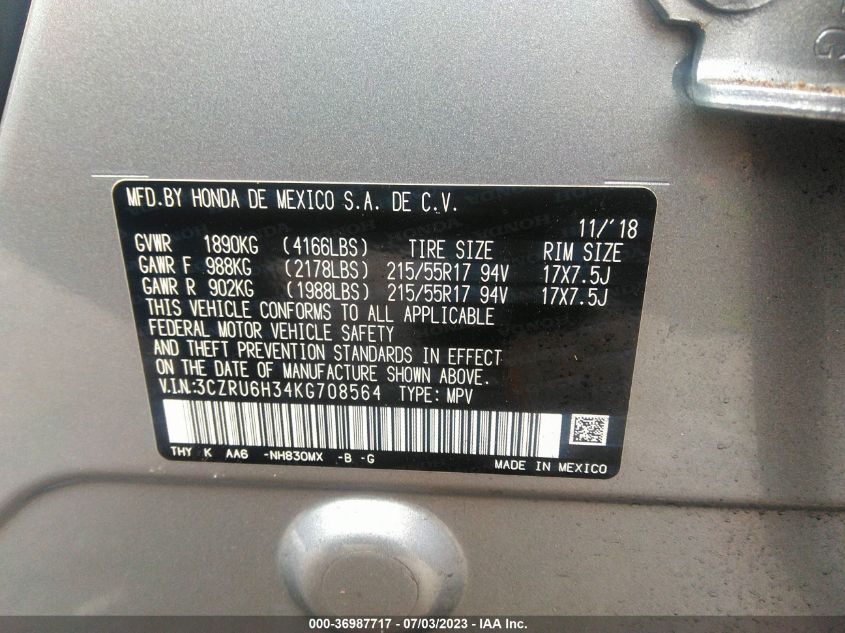 MFD.BY HONDA DE MEXICO S.A. DE C.V.
11/'18
GVWR 1890KG (4166LBS) TIRE SIZE RIM SIZE
GAWR F 988KG (2178LBS) 215/55R17 94V 17X7.5J
GAWR R 902KG (1988LBS) 215/55R17 94V 17X7.5J
THIS VEHICLE CONFORMS TO ALL APPLICABLE
FEDERAL MOTOR VEHICLE SAFETY
AND THEFT PREVENTION STANDARDS IN EFFECT
ON THE DATE OF MANUFACTURE SHOWN ABOVE.
V.I.N.:3CZRU6H34KG708564 TYPE: MPV
THY K AA6 -NH830MX -B -G
MADE IN MEXICO
000-36987717 - 07/03/2023 - IAA Inc.